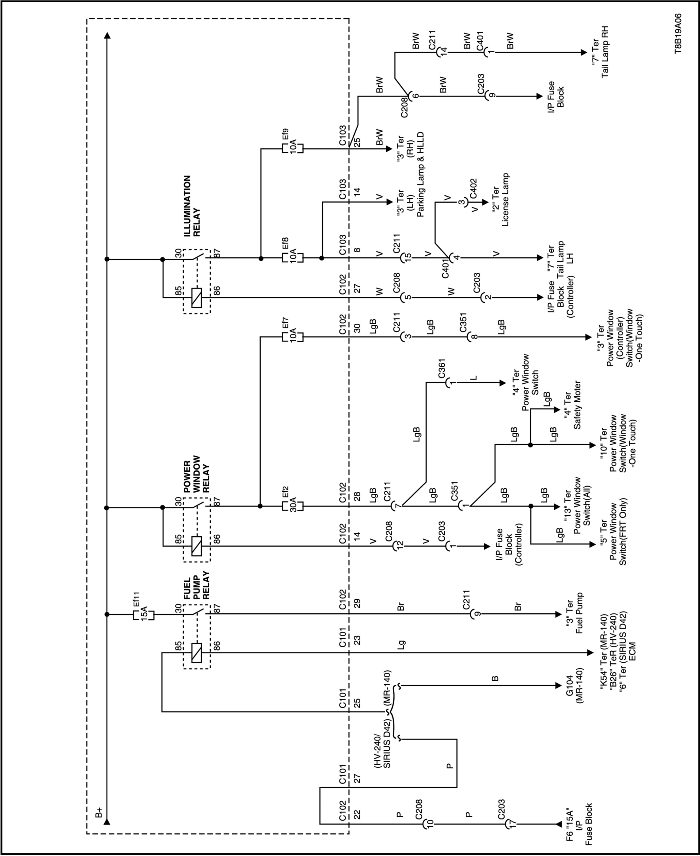 T8B19A06
B+
ILLUMINATION
RELAY
30
87
85
86
Ef9
10A
Ef8
10A
C103
25
BrW
"3" Ter
(RH)
Parking Lamp & HLLD
C103
14
V
"3" Ter
(LH)
BrW
C208
6
BrW
C211
14
BrW
C401
1
BrW
"7" Ter
Tail Lamp RH
BrW
C203
9
I/P Fuse
Block
C103
8
V
C211
15
V
C401
4
V
"7" Ter
Tail Lamp
LH
V
3
C402
V
"2" Ter
License Lamp
C102
27
W
C208
5
W
C203
2
I/P Fuse
Block
(Controller)
Ef7
10A
C102
30
LgB
C211
3
LgB
C351
8
LgB
"3" Ter
Power Window
(Controller)
Switch(Window
-One Touch)
POWER
WINDOW
RELAY
30
87
85
86
Ef2
30A
C102
28
LgB
C211
7
LgB
C361
1
L
"4" Ter
Power Window
Switch
LgB
C351
1
LgB
LgB
"4" Ter
Safety Moter
LgB
"10" Ter
Power Window
Switch(Window
-One Touch)
LgB
"13" Ter
Power Window
Switch(All)
LgB
"5" Ter
Power Window
Switch(FRT Only)
C102
14
V
C208
12
V
C203
1
I/P Fuse
Block
(Controller)
FUEL
PUMP
RELAY
Ef11
15A
30
87
85
86
C102
29
Br
C211
9
Br
"3" Ter
Fuel Pump
C101
23
Lg
"K54" Ter (MR-140)
"B26" TeR (HV-240)
"6" Ter (SIRIUS D42)
ECM
C101
25
(MR-140)
B
G104
(MR-140)
(HV-240/
SIRIUS D42)
P
C101
27
C102
22
P
C208
10
P
C203
17
F6 "15A"
I/P
Fuse Block